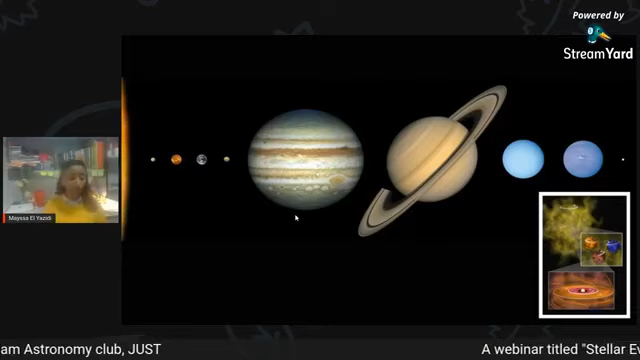 Powered by
StreamYard
Mayssa El Yazidi
am Astronomy club, JUST
A webinar titled "Stellar Ev